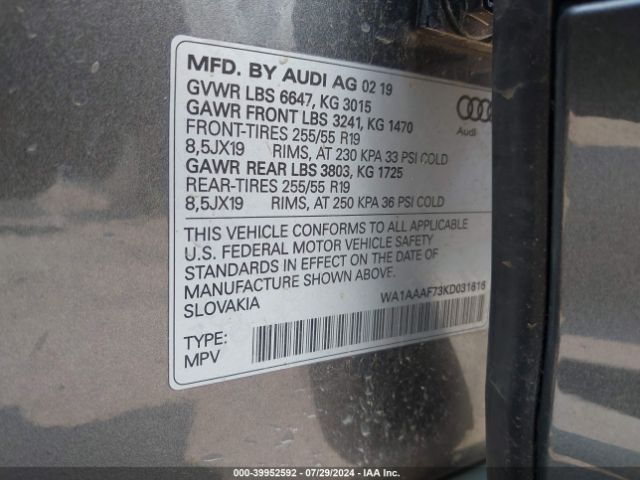 MFD. BY AUDI AG 02 19
GVWR LBS 6647, KG 3015
GAWR FRONT LBS 3241, KG 1470
FRONT-TIRES 255/55 R19
8,5JX19 RIMS, AT 230 KPA 33 PSI COLD
GAWR REAR LBS 3803, KG 1725
REAR-TIRES 255/55 R19
8,5JX19 RIMS, AT 250 KPA 36 PSI COLD
Audi
THIS VEHICLE CONFORMS TO ALL APPLICABLE
U.S. FEDERAL MOTOR VEHICLE SAFETY
STANDARDS IN EFFECT ON THE DATE OF
MANUFACTURE SHOWN ABOVE.
SLOVAKIA
WA1AAAF73KD031616
TYPE:
MPV
000-39952592 - 07/29/2024 - IAA Inc.